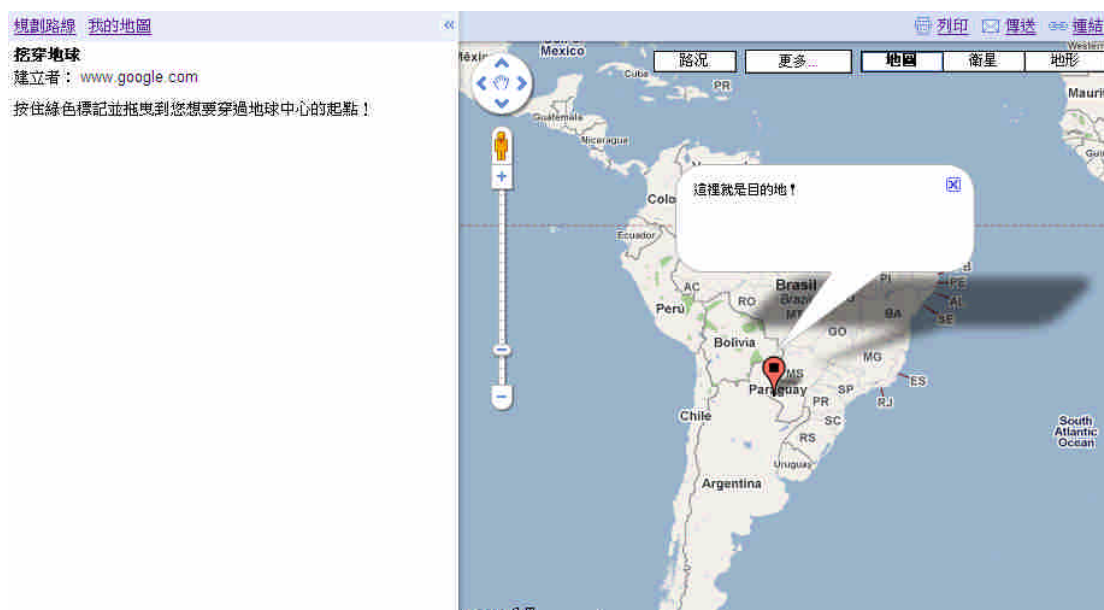 規劃路線 我的地圖
«
列印 傳送 連結
挖穿地球
建立者： www.google.com
按住綠色標記並拖曳到您想要穿過地球中心的起點！
路況 更多... 地圖 衛星 地形
México
Cuba
PR
Guatemala
Nicaragua
這裡就是目的地！
Colo
Ecuador
Perú
AC
RO
Brasil
Brazil
MT
PI
PE
AL
SE
BA
GO
Bolivia
MG
MS
ES
Paraguay
SP
RJ
PR
SC
Chile
RS
Uruguay
Argentina
South
Atlantic
Ocean